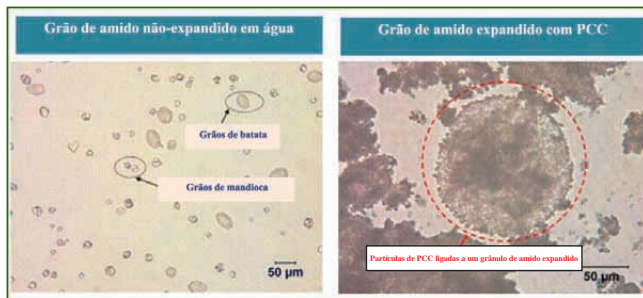 Grão de amido não-expandido em água
Grãos de batata
Grãos de mandioca
50 µm
Grão de amido expandido com PCC
Partículas de PCC ligadas a um grânulo de amido expandido
50 µm